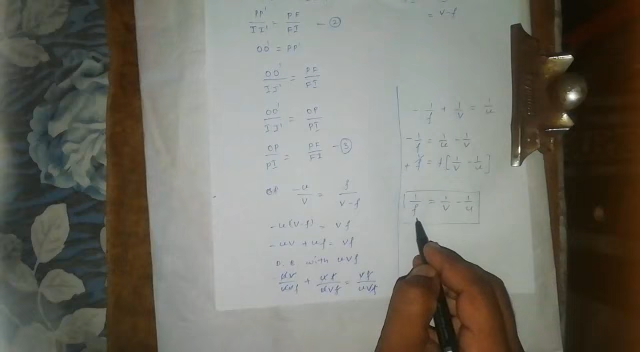 PP'/II' = PF/FI — ②
OO' = PP'
OO'/II' = PF/FI
OO'/II' = OP/PI
OP/PI = PF/FI — ③
OP -u/v = f/v-f
-u(v-f) = vf
-uv + uf = vf
D.B with uvf
uv/uvf + uf/uvf = vf/uvf
= v-f
-1/f + 1/v = 1/u
-1/f = 1/u - 1/v
+1/f = +[1/v - 1/u]
1/f = 1/v - 1/u